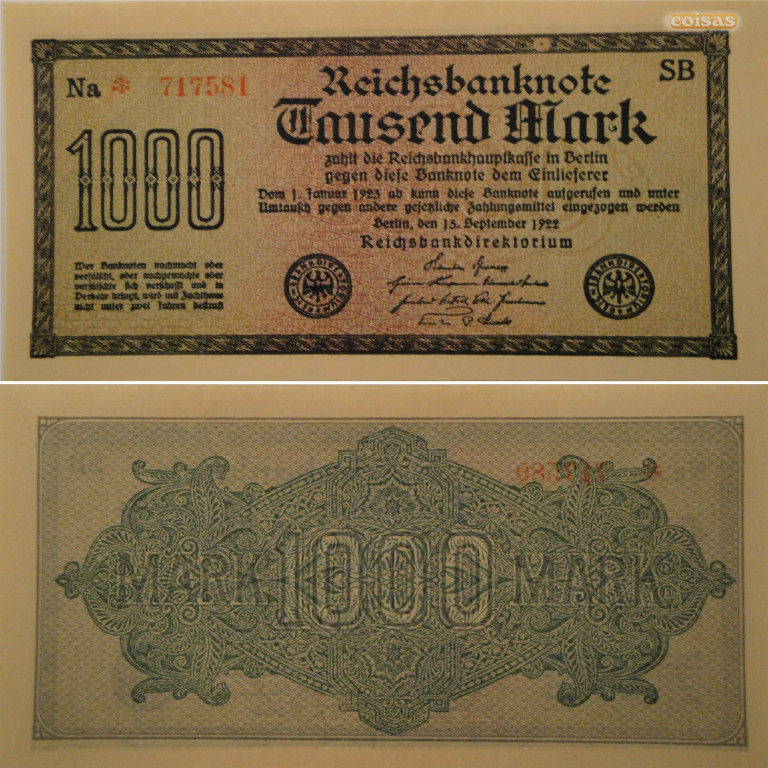 coisas
Na * 717581
Reichsbanknote
SB
Tausend Mark
1000
zahlt die Reichsbankhauptkasse in Berlin
gegen diese Banknote dem Einlieferer
Vom 1. Januar 1923 ab kann diese Banknote aufgerufen und unter
Umtausch gegen andere gesetzliche Zahlungsmittel eingezogen werden
Berlin, den 15. September 1922
Reichsbankdirektorium
Wer Banknoten nachmacht oder
verfälscht, oder nachgemachte oder
verfälschte sich verschafft und in
Verkehr bringt, wird mit Zuchthaus
nicht unter zwei Jahren bestraft
MARK 1000 MARK